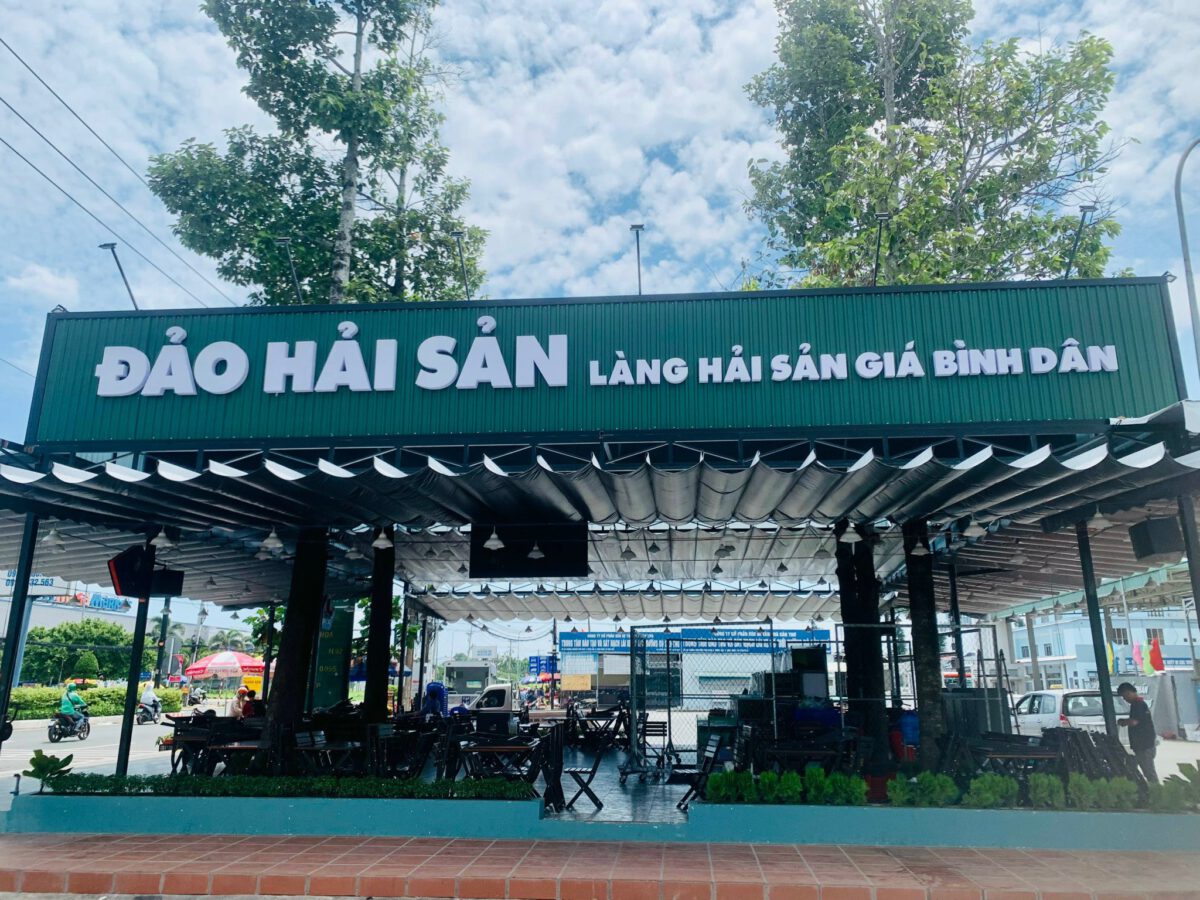 ĐẢO HẢI SẢN LÀNG HẢI SẢN GIÁ BÌNH DÂN